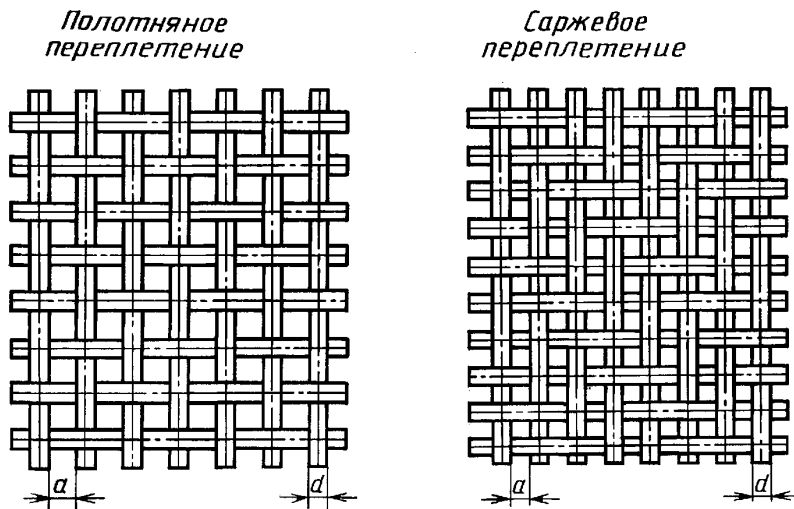 Полотняное
переплетение
Саржевое
переплетение
a
d
a
d